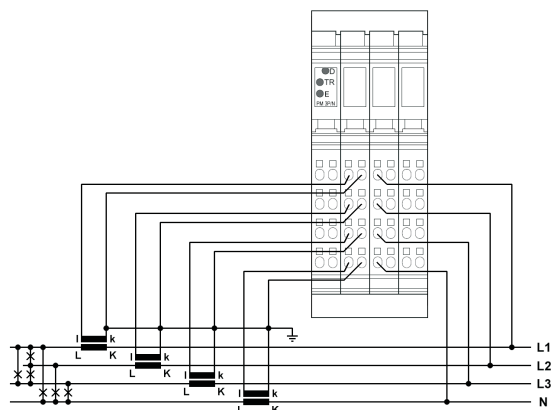 D
TR
E
PM 3P/N
l k
L K L1
l k
L K L2
l k
L K L3
l k
L K N